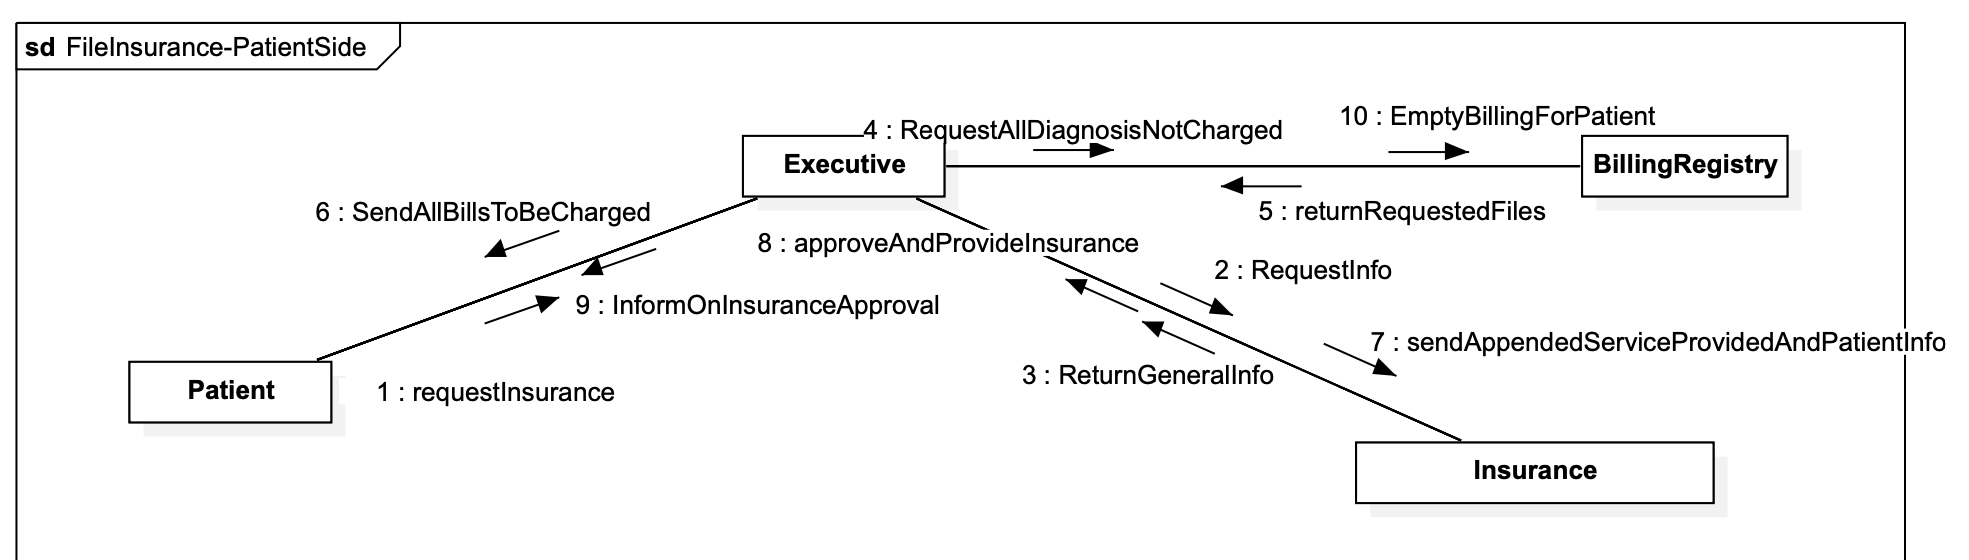 sd FileInsurance-PatientSide
10 : EmptyBillingForPatient
4 : RequestAllDiagnosisNotCharged
Executive
BillingRegistry
6 : SendAllBillsToBeCharged
5 : returnRequestedFiles
8 : approveAndProvideInsurance
2 : RequestInfo
9 : InformOnInsuranceApproval
7 : sendAppendedServiceProvidedAndPatientInfo
3 : ReturnGeneralInfo
Patient
1 : requestInsurance
Insurance